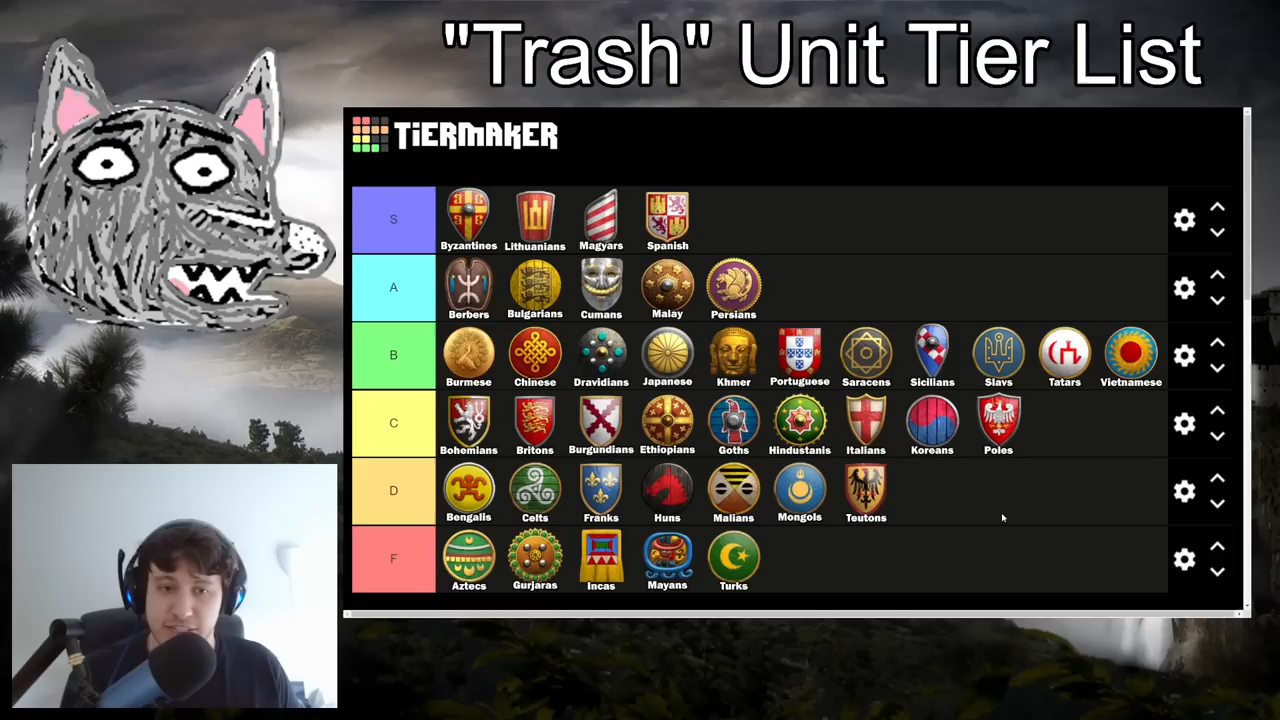 "Trash" Unit Tier List
TiERMAKER
S
Byzantines Lithuanians Magyars Spanish
A
Berbers Bulgarians Cumans Malay Persians
B
Burmese Chinese Dravidians Japanese Khmer Portuguese Saracens Sicilians Slavs Tatars Vietnamese
C
Bohemians Britons Burgundians Ethiopians Goths Hindustanis Italians Koreans Poles
D
Bengalis Celts Franks Huns Malians Mongols Teutons
F
Aztecs Gurjaras Incas Mayans Turks